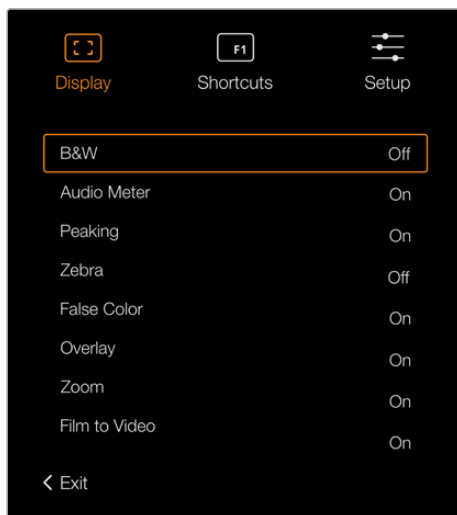 F1
Display Shortcuts Setup
B&W Off
Audio Meter On
Peaking On
Zebra Off
False Color On
Overlay On
Zoom On
Film to Video On
Exit